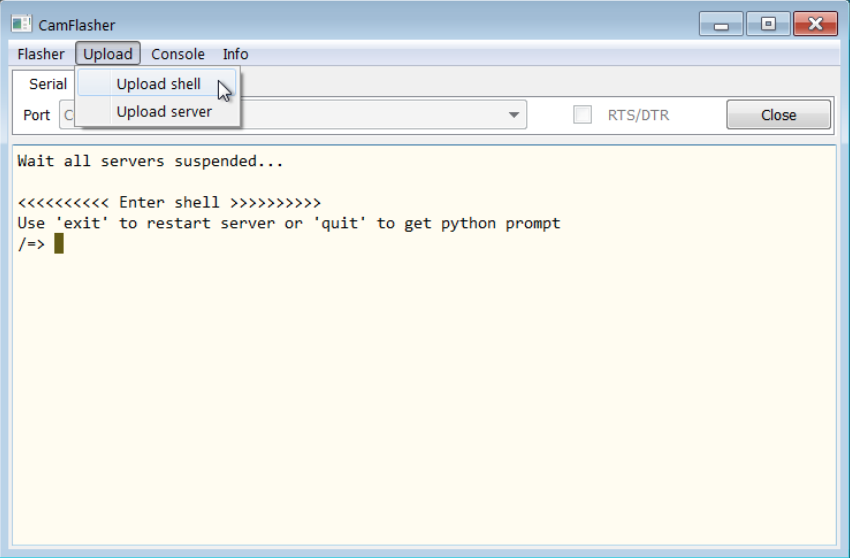 CamFlasher
Flasher Upload Console Info
Serial
Upload shell
Upload server
Port C
RTS/DTR
Close
Wait all servers suspended...
<<<<<<<<<< Enter shell >>>>>>>>>>
Use 'exit' to restart server or 'quit' to get python prompt
/=>